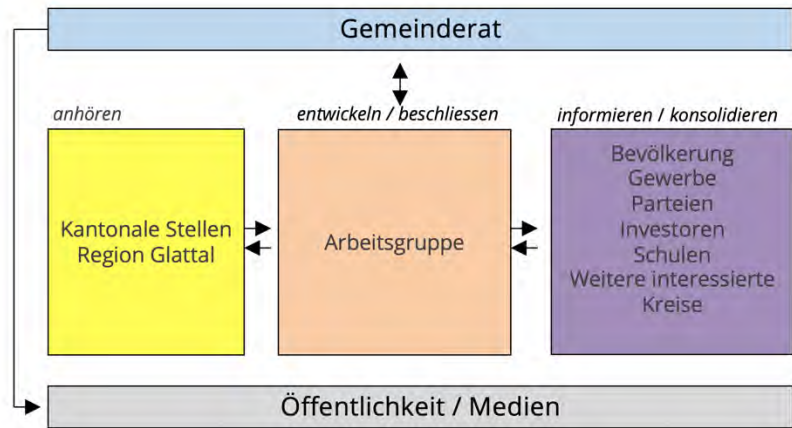 Gemeinderat
anhören
entwickeln / beschliessen
informieren / konsolidieren
Kantonale Stellen
Region Glattal
Arbeitsgruppe
Bevölkerung
Gewerbe
Parteien
Investoren
Schulen
Weitere interessierte
Kreise
Öffentlichkeit / Medien